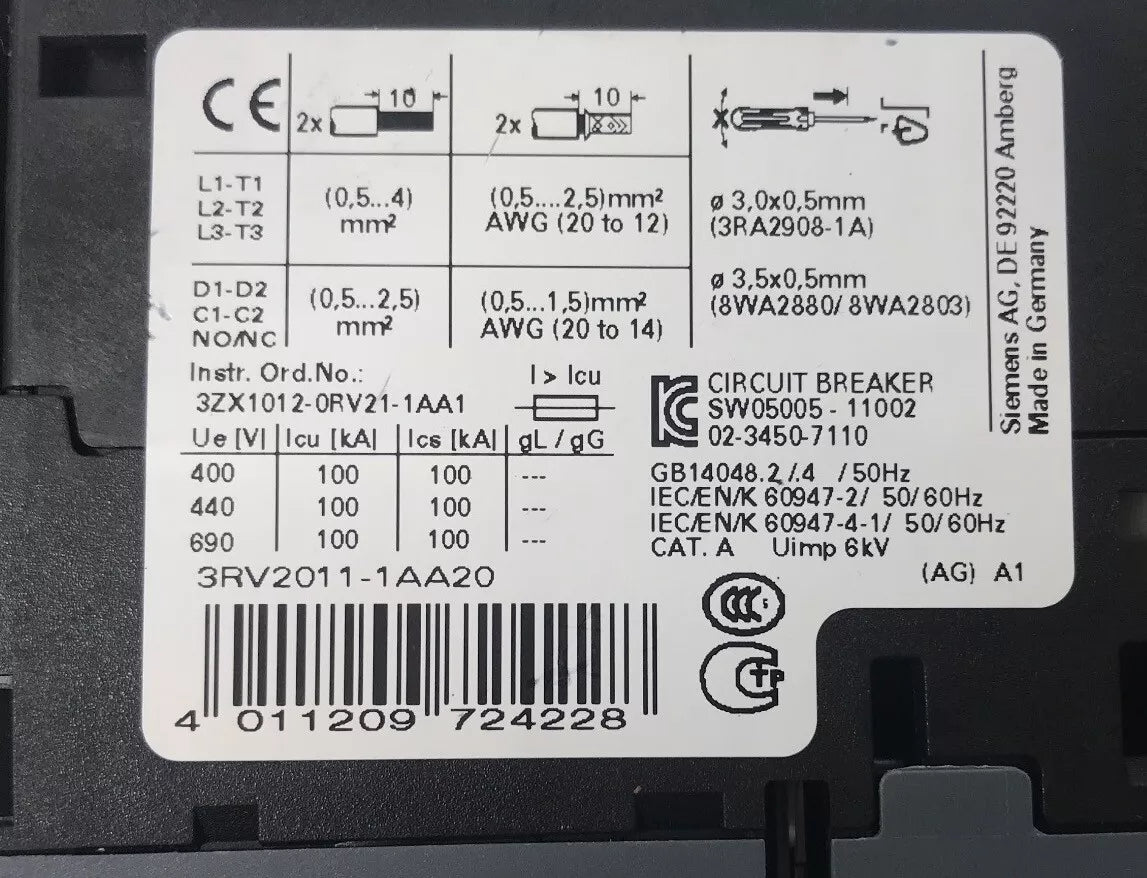 CE
2x 10
2x 10
L1-T1
L2-T2
L3-T3
(0,5...4)
mm²
(0,5....2,5)mm²
AWG (20 to 12)
ø 3,0x0,5mm
(3RA2908-1A)
D1-D2
C1-C2
NO/NC
(0,5...2,5)
mm²
(0,5...1,5)mm²
AWG (20 to 14)
ø 3,5x0,5mm
(8WA2880/8WA2803)
Siemens AG, DE 92220 Amberg
Made in Germany
Instr. Ord.No.:
3ZX1012-0RV21-1AA1
I > Icu
Ue [V] Icu [kA] Ics [kA] gL / gG
400 100 100 ---
440 100 100 ---
690 100 100 ---
KC
CIRCUIT BREAKER
SW05005 - 11002
02-3450-7110
GB14048.2 /.4 / 50Hz
IEC/EN/K 60947-2/ 50/60Hz
IEC/EN/K 60947-4-1/ 50/60Hz
CAT. A Uimp 6kV
(AG) A1
3RV2011-1AA20
CCC S
CTP
4 011209 724228